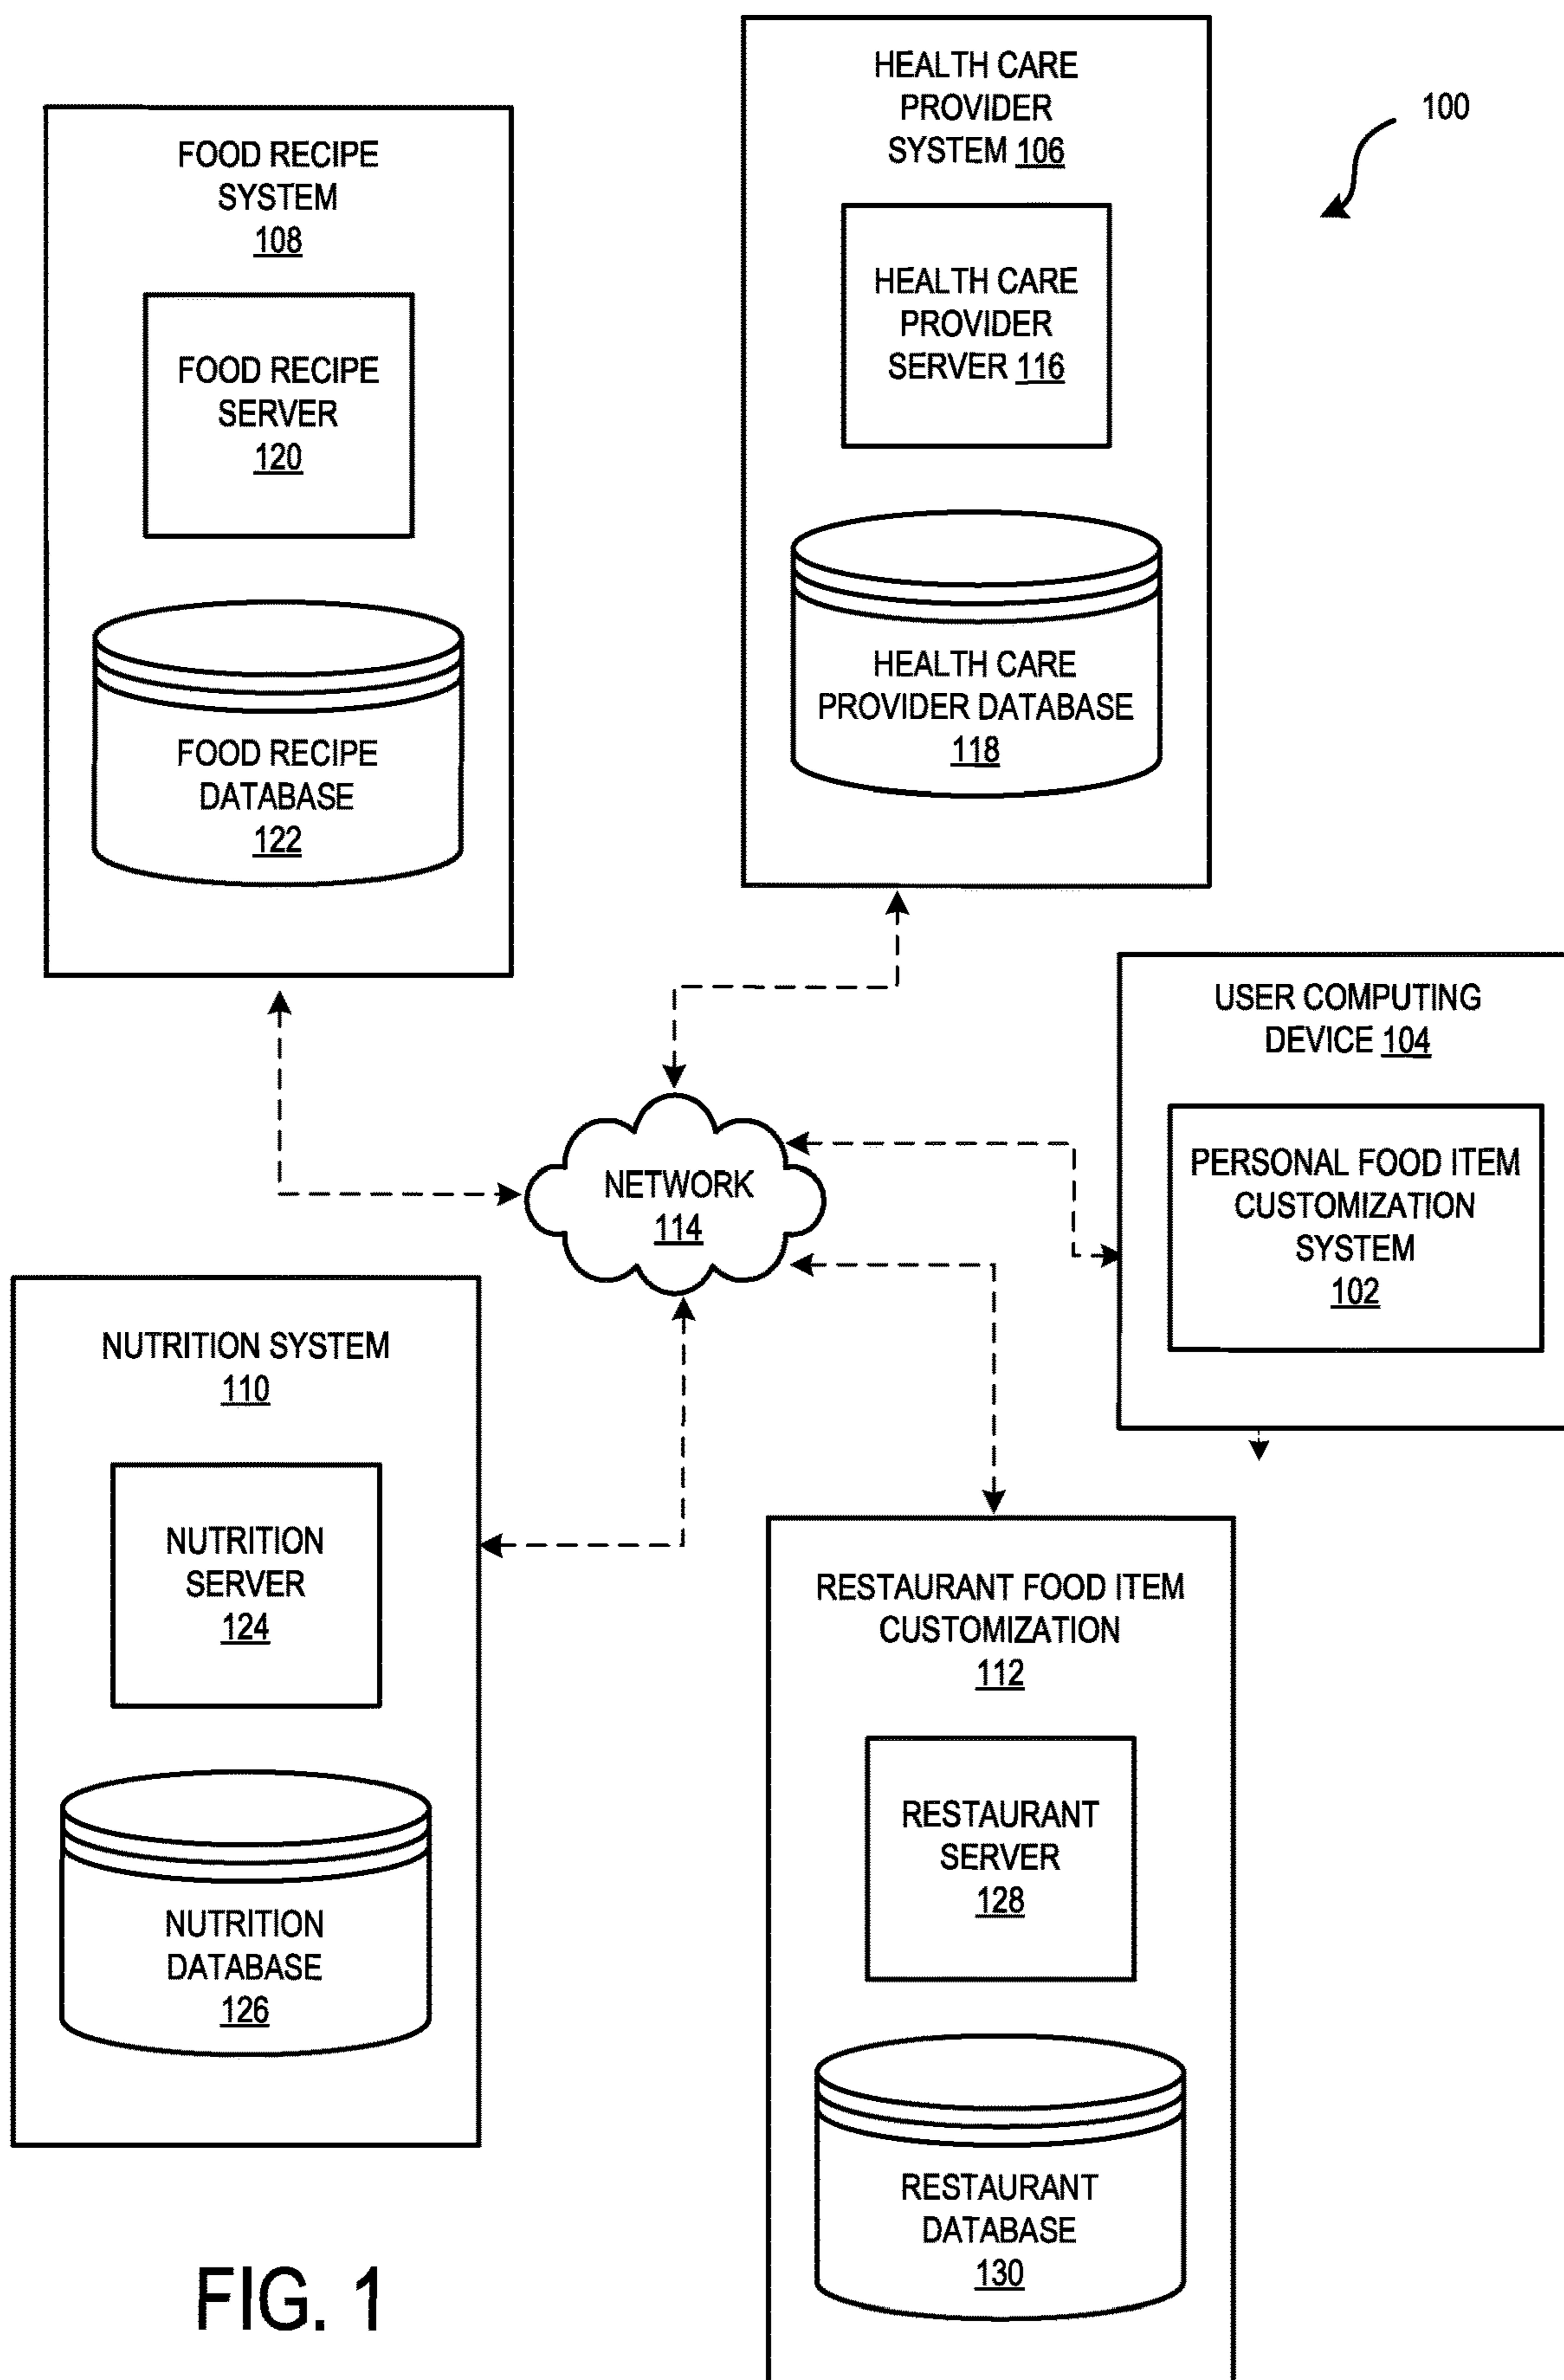 HEALTH CARE
PROVIDER
SYSTEM 106
HEALTH CARE
PROVIDER
SERVER 116
HEALTH CARE
PROVIDER DATABASE
118
100
FOOD RECIPE
SYSTEM
108
FOOD RECIPE
SERVER
120
FOOD RECIPE
DATABASE
122
USER COMPUTING
DEVICE 104
PERSONAL FOOD ITEM
CUSTOMIZATION
SYSTEM
102
NETWORK
114
NUTRITION SYSTEM
110
NUTRITION
SERVER
124
NUTRITION
DATABASE
126
RESTAURANT FOOD ITEM
CUSTOMIZATION
112
RESTAURANT
SERVER
128
RESTAURANT
DATABASE
130
FIG. 1